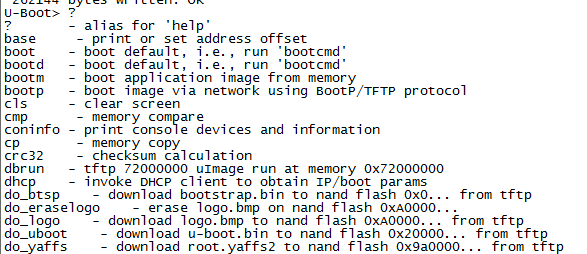 262144 bytes written: OK
U-Boot> ?
?       - alias for 'help'
base     - print or set address offset
boot    - boot default, i.e., run 'bootcmd'
bootd   - boot default, i.e., run 'bootcmd'
bootm   - boot application image from memory
bootp   - boot image via network using BootP/TFTP protocol
cls     - clear screen
cmp      - memory compare
coninfo - print console devices and information
cp      - memory copy
crc32    - checksum calculation
dbrun   - tftp 72000000 uImage run at memory 0x72000000
dhcp    - invoke DHCP client to obtain IP/boot params
do_btsp    - download bootstrap.bin to nand flash 0x0... from tftp
do_eraselogo    - erase logo.bmp on nand flash 0xA0000...
do_logo    - download logo.bmp to nand flash 0xA0000... from tftp
do_uboot    - download u-boot.bin to nand flash 0x20000... from tftp
do_yaffs    - download root.yaffs2 to nand flash 0x9a0000... from tftp